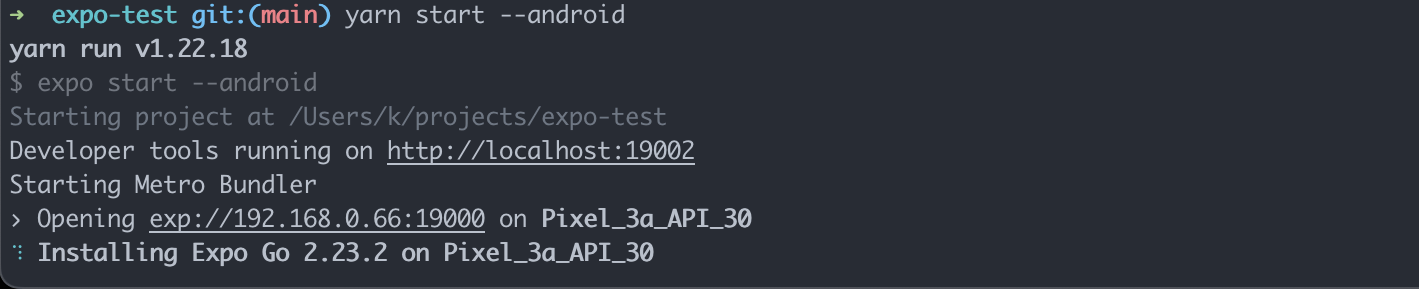 → expo-test git:(main) yarn start --android
yarn run v1.22.18
$ expo start --android
Starting project at /Users/k/projects/expo-test
Developer tools running on http://localhost:19002
Starting Metro Bundler
› Opening exp://192.168.0.66:19000 on Pixel_3a_API_30
⠹ Installing Expo Go 2.23.2 on Pixel_3a_API_30